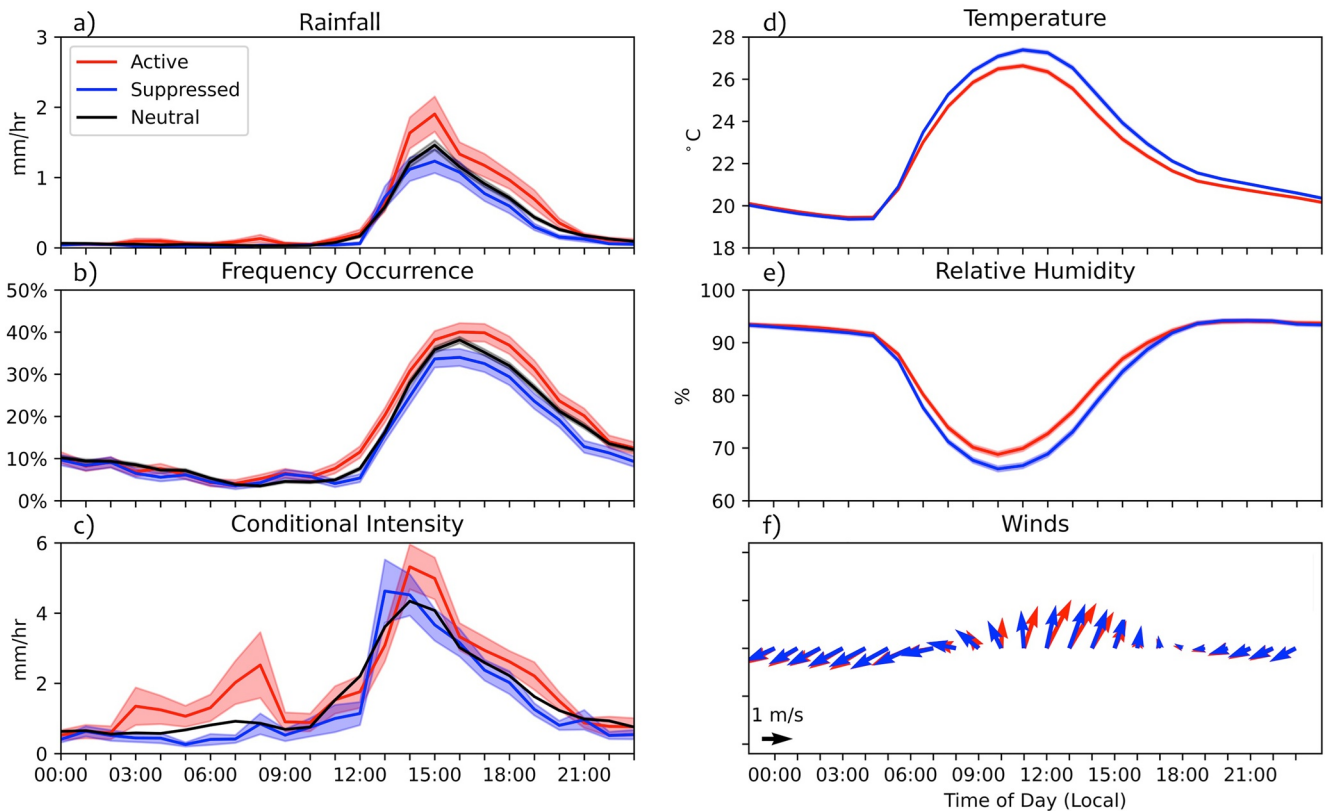 a) Rainfall
3
2
1
0
mm/hr
Active
Suppressed
Neutral
b) Frequency Occurrence
50%
40%
30%
20%
10%
0%
c) Conditional Intensity
6
4
2
0
mm/hr
00:00 03:00 06:00 09:00 12:00 15:00 18:00 21:00
d) Temperature
28
26
24
22
20
18
°C
e) Relative Humidity
100
90
80
70
60
%
f) Winds
1 m/s
00:00 03:00 06:00 09:00 12:00 15:00 18:00 21:00
Time of Day (Local)